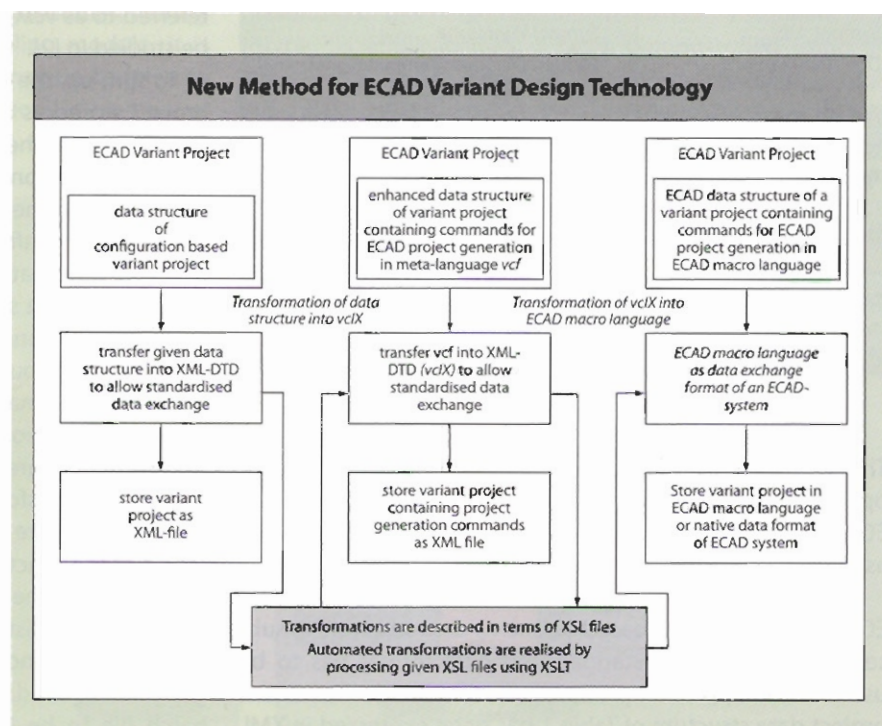 referred to as
New Method for ECAD Variant Design Technology
ECAD Variant Project
data structure
of
configuration based
variant project
ECAD Variant Project
enhanced data structure
of variant project
containing commands for
ECAD project generation
in meta-language vcf
ECAD Variant Project
ECAD data structure of a
variant project containing
commands for ECAD
project generation in
ECAD macro language
Transformation of data
structure into vcIX
Transformation of vcIX into
ECAD macro language
transfer given data
structure into XML-DTD
to allow standardised
data exchange
transfer vcf into XML-
DTD (vcIX) to allow
standardised data
exchange
ECAD macro language
as data exchange
format of an ECAD-
system
store variant
project as
XML-file
store variant project
containing project
generation commands
as XML file
Store variant project in
ECAD macro language
or native data format
of ECAD system
Transformations are described in terms of XSL files
Automated transformations are realised by
processing given XSL files using XSLT